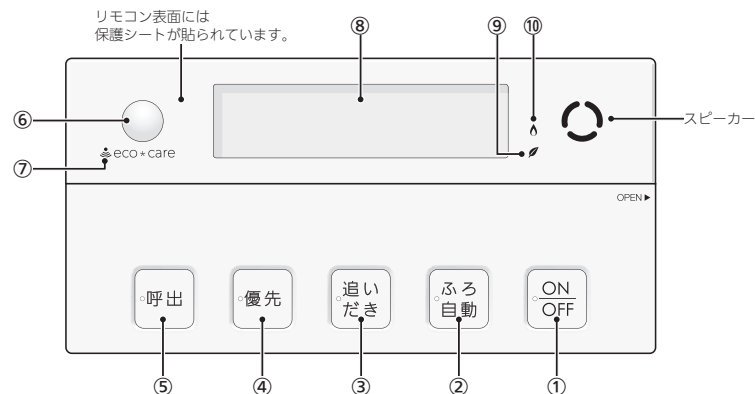 リモコン表面には
保護シートが貼られています。
⑧
⑨
⑩
⑥
スピーカー
⑦
eco*care
OPEN▶
呼出
優先
追い
だき
ふろ
自動
ON
OFF
⑤
④
③
②
①